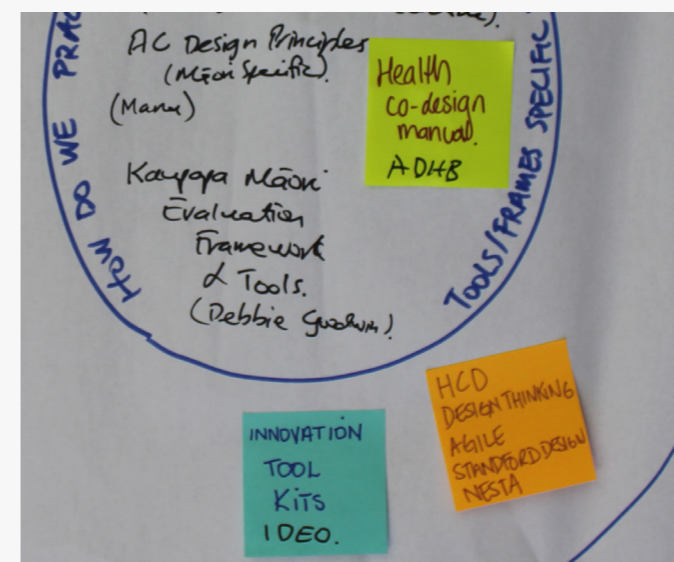 HOW DO WE PRAC
AC Design Principles
(Māori Specific).
(Manu)
Kaupapa Māori
Evaluation
Framework
& Tools.
(Debbie Goodwin)
Health
co-design
manual.
ADHB
TOOLS/FRAMES SPECIFIC
INNOVATION
TOOL
KITS
IDEO.
HCD
DESIGN THINKING
AGILE
STANDFORD DESIGN
NESTA